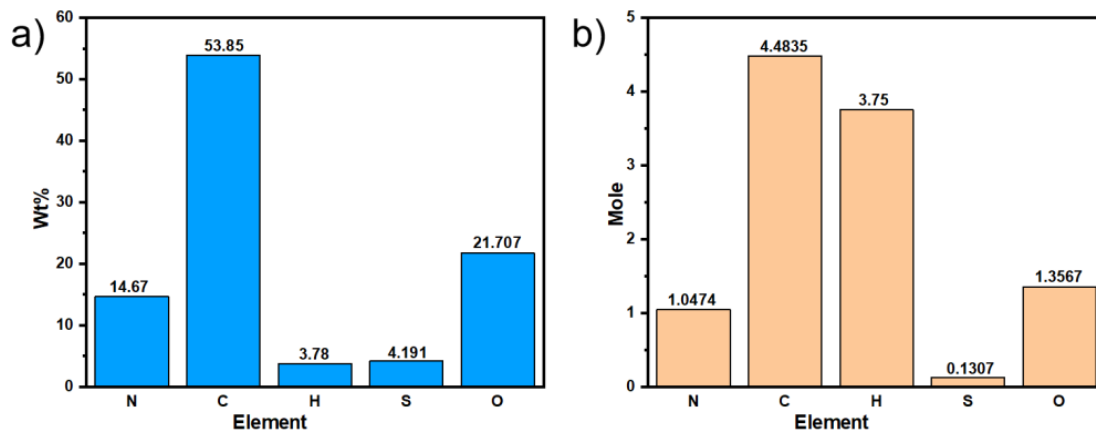 a)
Wt%
60
50
40
30
20
10
0
14.67
53.85
3.78
4.191
21.707
N C H S O
Element
b)
Mole
5
4
3
2
1
0
1.0474
4.4835
3.75
0.1307
1.3567
N C H S O
Element